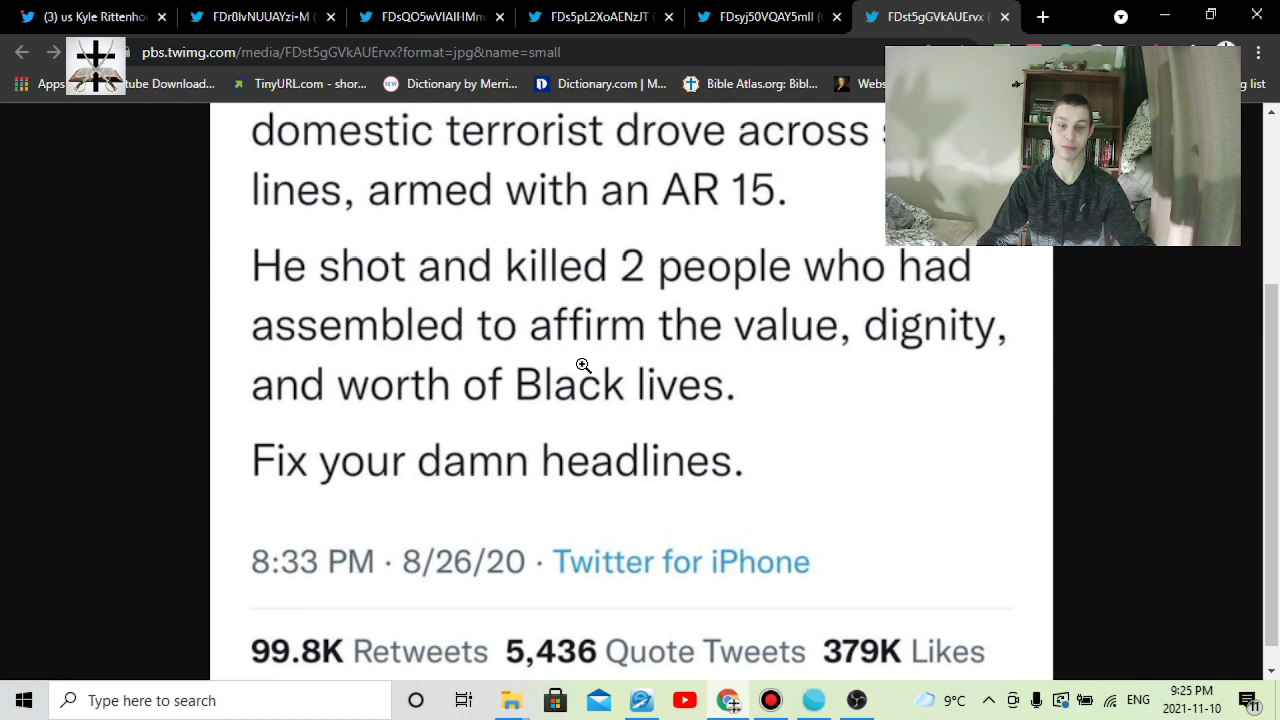 (3) us Kyle Rittenho
FDr0lvNUUAYzi-M (
FDsQO5wVIAIHMnv
FDs5pL2XoAENzJT (
FDsyj50VQAY5mII (
FDst5gGVkAUErvx (
pbs.twimg.com/media/FDst5gGVkAUErvx?format=jpg&name=small
Apps
tube Download...
TinyURL.com - shor...
MW
Dictionary by Merri...
D
Dictionary.com | M...
Bible Atlas.org: Bibl...
Webs
g list
domestic terrorist drove across
lines, armed with an AR 15.
He shot and killed 2 people who had
assembled to affirm the value, dignity,
and worth of Black lives.
Fix your damn headlines.
8:33 PM · 8/26/20 · Twitter for iPhone
99.8K Retweets 5,436 Quote Tweets 379K Likes
Type here to search
9°C
ENG
9:25 PM
2021-11-10
11